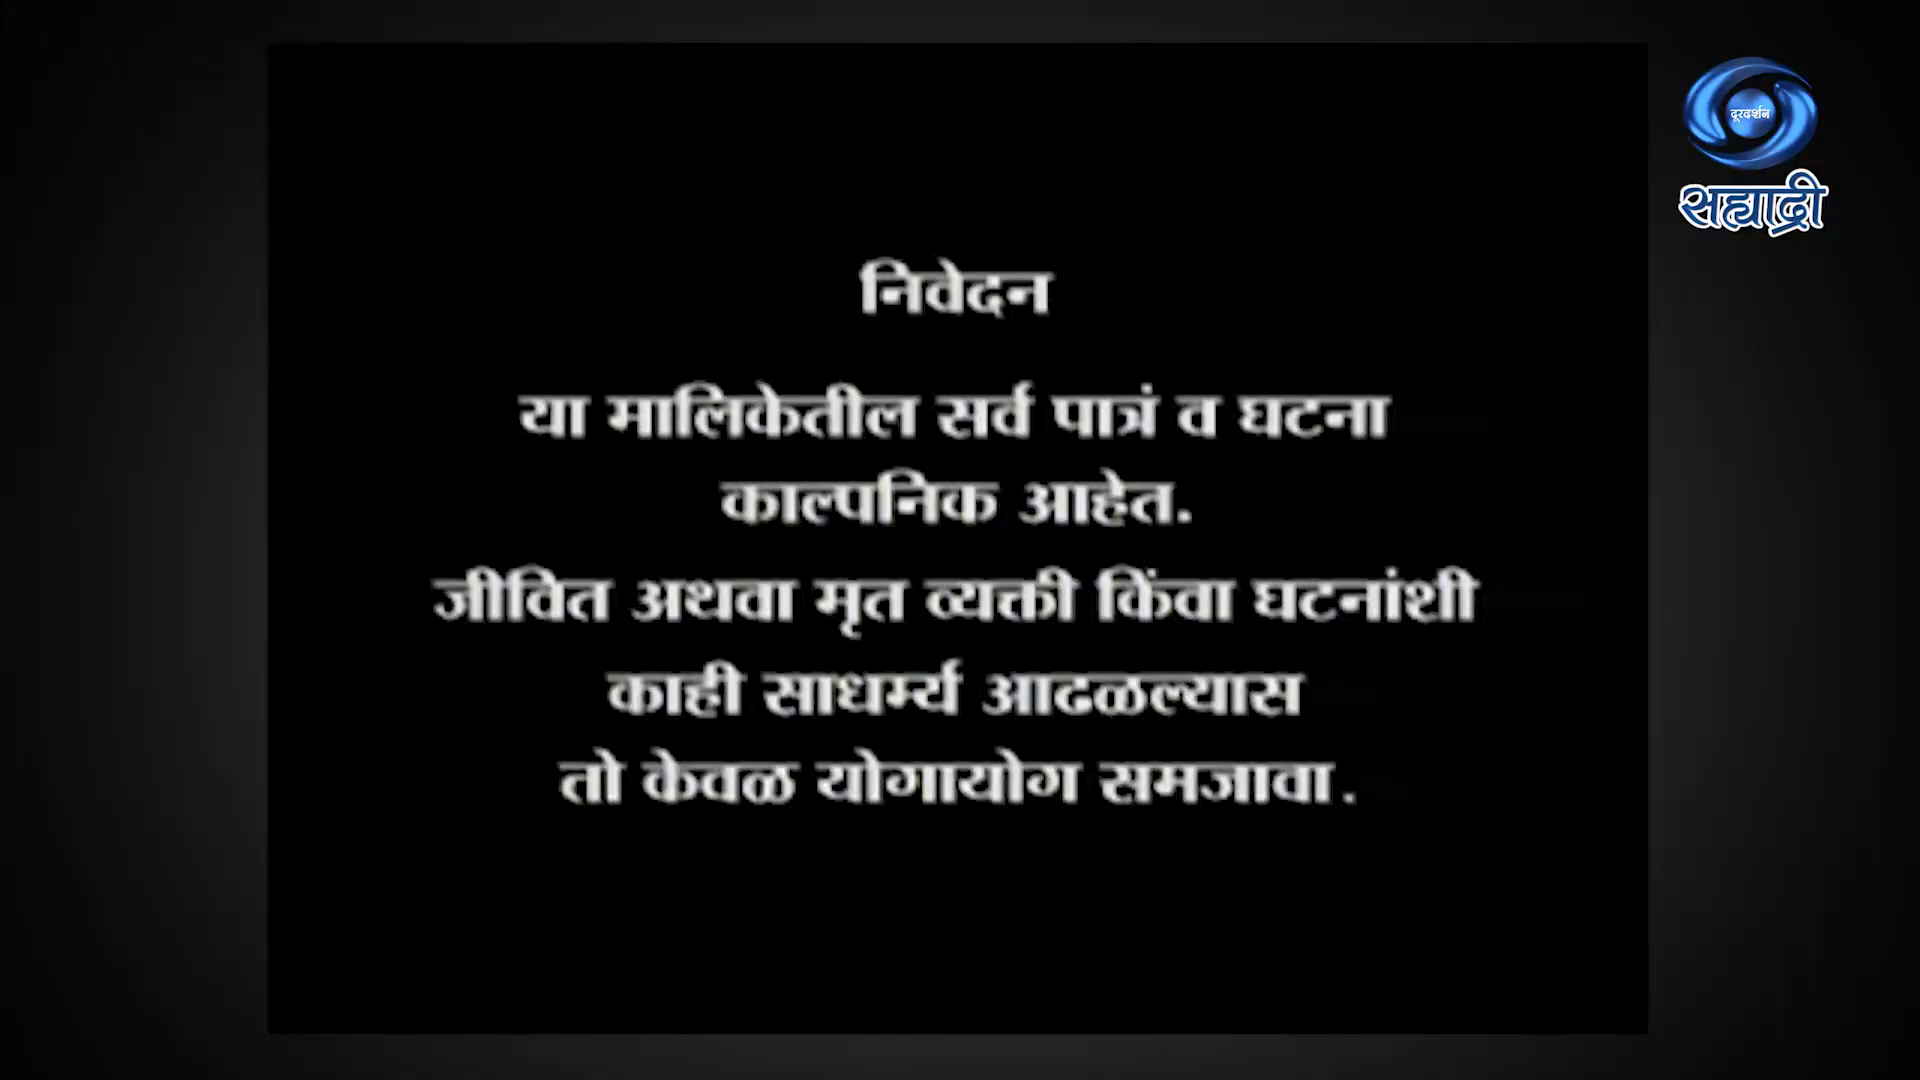 दूरदर्शन
सह्याद्री
निवेदन
या मालिकेतील सर्व पात्रं व घटना
काल्पनिक आहेत.
जीवित अथवा मृत व्यक्ती किंवा घटनांशी
काही साधर्म्य आढळल्यास
तो केवळ योगायोग समजावा.